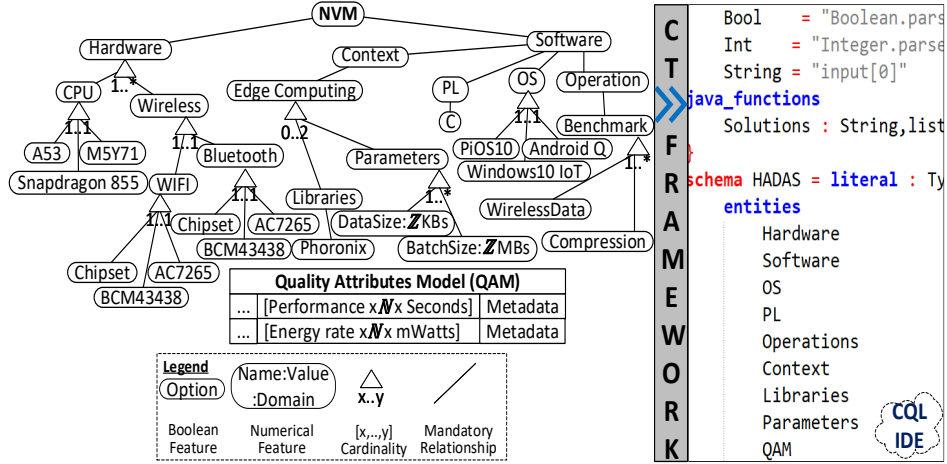 NVM
Hardware
Context
Software
CPU
1..*
Wireless
Edge Computing
0..2
PL
OS
Operation
1..1
1..1
C
1..1
Benchmark
A53
M5Y71
Bluetooth
Parameters
PiOS10
Android Q
1..*
Snapdragon 855
WIFI
Windows10 IoT
1..1
1..1
Libraries
1..*
WirelessData
Chipset
AC7265
DataSize:ZKBs
BCM43438
Phoronix
BatchSize:ZMBs
Compression
Chipset
AC7265
BCM43438
Quality Attributes Model (QAM)
... [Performance x ℕ x Seconds] Metadata
... [Energy rate x ℕ x mWatts] Metadata
Legend
Option
Name:Value
:Domain
x..y
Boolean
Feature
Numerical
Feature
[x,..,y]
Cardinality
Mandatory
Relationship
C
T
F
R
A
M
E
W
O
R
K
Bool = "Boolean.pars
Int = "Integer.parse
String = "input[0]"
java_functions
Solutions : String,list
}
schema HADAS = literal : Ty
entities
Hardware
Software
OS
PL
Operations
Context
Libraries
Parameters
QAM
CQL
IDE